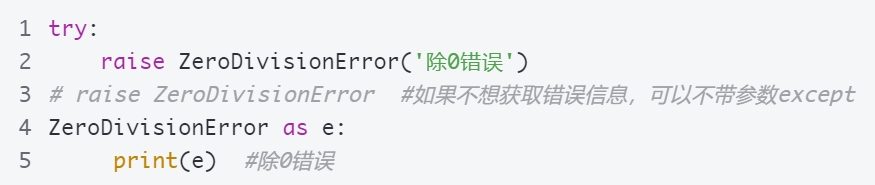 1 try:
2     raise ZeroDivisionError('除0错误')
3 # raise ZeroDivisionError  #如果不想获取错误信息，可以不带参数except
4 ZeroDivisionError as e:
5      print(e)  #除0错误